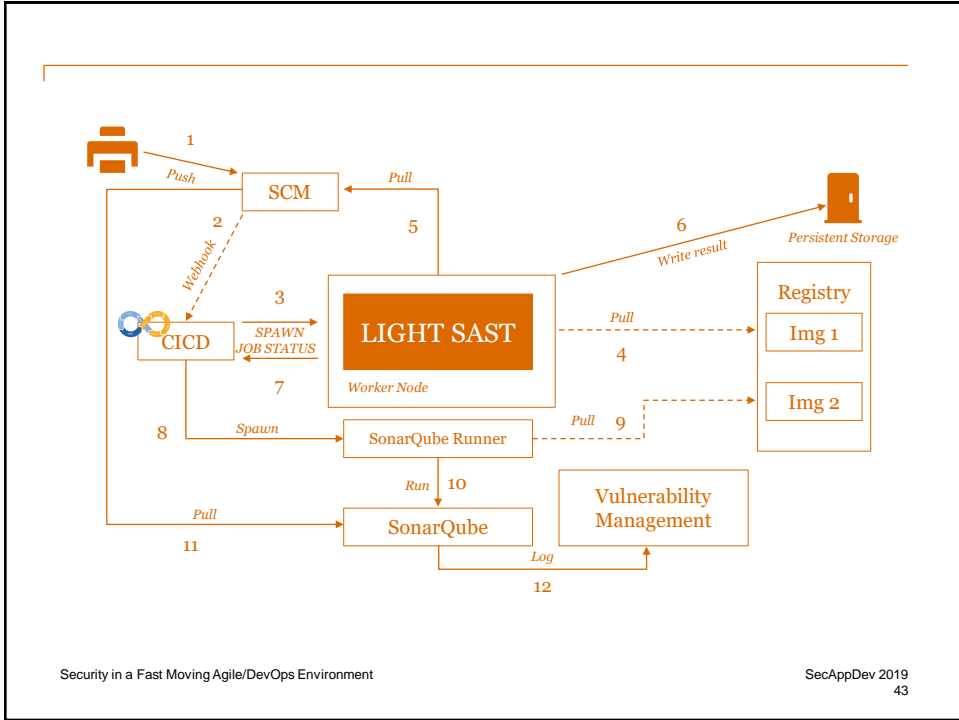 1
Push
SCM
Pull
2
5
6
Write result
Persistent Storage
Webhook
3
SPAWN
JOB STATUS
CICD
7
LIGHT SAST
Worker Node
Pull
4
Registry
Img 1
Img 2
8
Spawn
SonarQube Runner
Pull
9
Run
10
Vulnerability
Management
Pull
11
SonarQube
Log
12
Security in a Fast Moving Agile/DevOps Environment
SecAppDev 2019
43